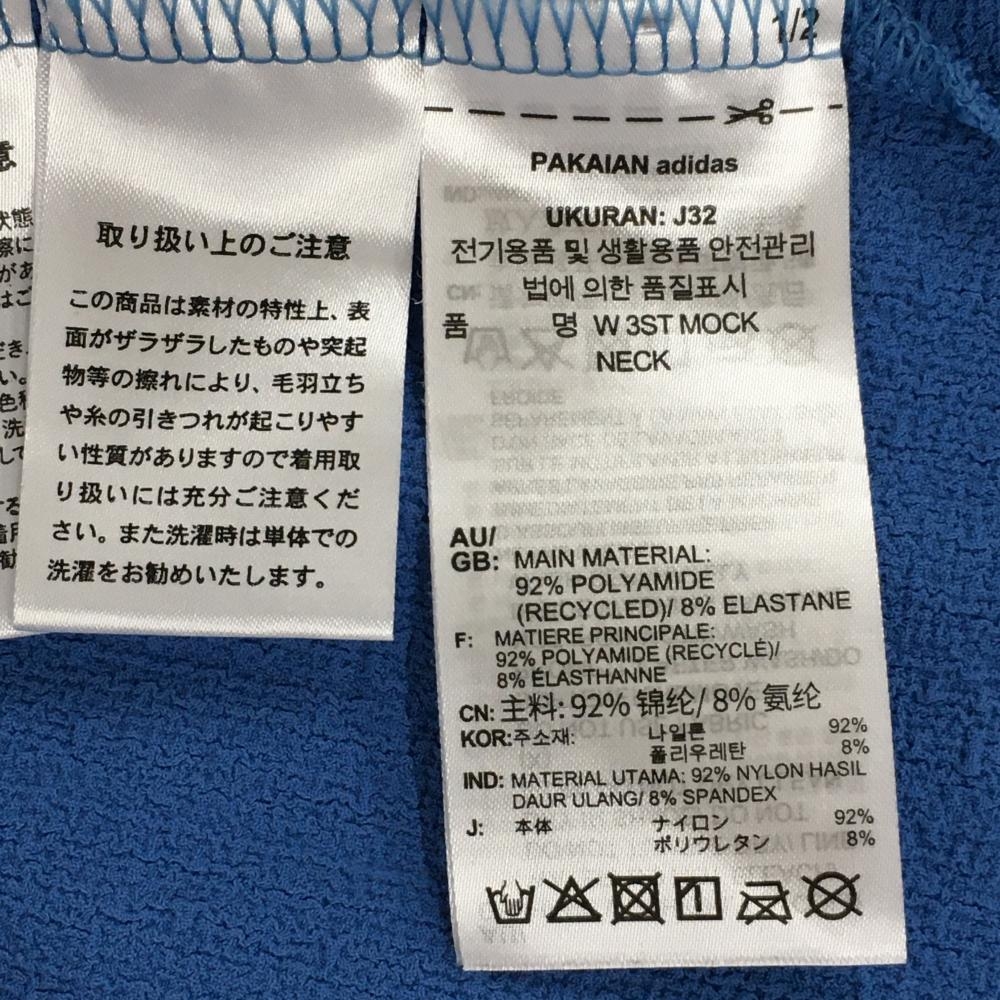 意
状態
がある
取り扱い上のご注意
この商品は素材の特性上、表
面がザラザラしたものや突起
物等の擦れにより、毛羽立ち
や糸の引きつれが起こりやす
い性質がありますので着用取
り扱いには充分ご注意くだ
さい。また洗濯時は単体での
洗濯をお勧めいたします。
1/2
PAKAIAN adidas
UKURAN: J32
전기용품 및 생활용품 안전관리
법에 의한 품질표시
품 명 W 3ST MOCK
NECK
AU/
GB: MAIN MATERIAL:
92% POLYAMIDE
(RECYCLED)/ 8% ELASTANE
F: MATIERE PRINCIPALE:
92% POLYAMIDE (RECYCLÉ)/
8% ÉLASTHANNE
CN: 主料: 92% 锦纶/ 8% 氨纶
KOR:주소재: 나일론 92%
폴리우레탄 8%
IND: MATERIAL UTAMA: 92% NYLON HASIL
DAUR ULANG/ 8% SPANDEX
J: 本体 ナイロン 92%
ポリウレタン 8%